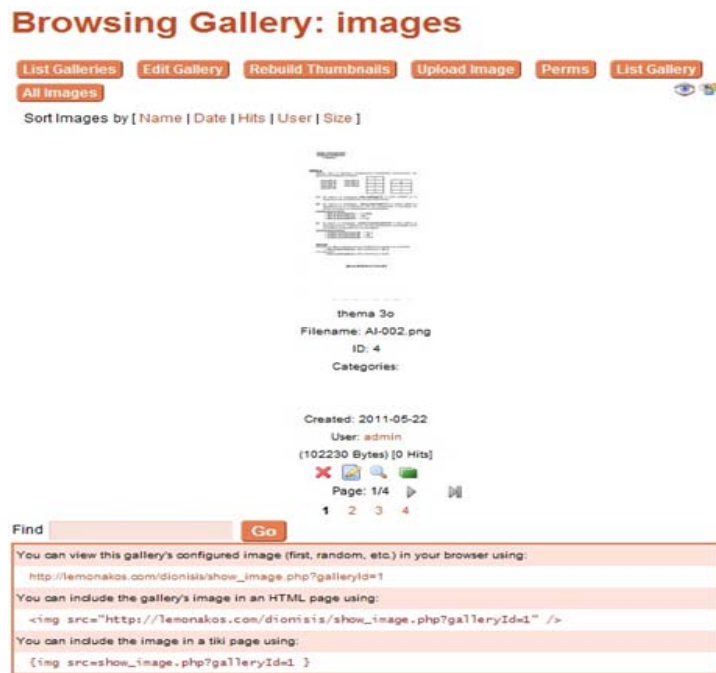 Browsing Gallery: images
List Galleries Edit Gallery Rebuild Thumbnails Upload Image Perms List Gallery
All Images
Sort Images by [ Name | Date | Hits | User | Size ]
thema 3o
Filename: AI-002.png
ID: 4
Categories:
Created: 2011-05-22
User: admin
(102230 Bytes) [0 Hits]
Page: 1/4
1 2 3 4
Find Go
You can view this gallery's configured image (first, random, etc.) in your browser using:
http://lemonakos.com/dionisis/show_image.php?galleryId=1
You can include the gallery's image in an HTML page using:
<img src="http://lemonakos.com/dionisis/show_image.php?galleryId=1" />
You can include the image in a tiki page using:
{img src=show_image.php?galleryId=1 }